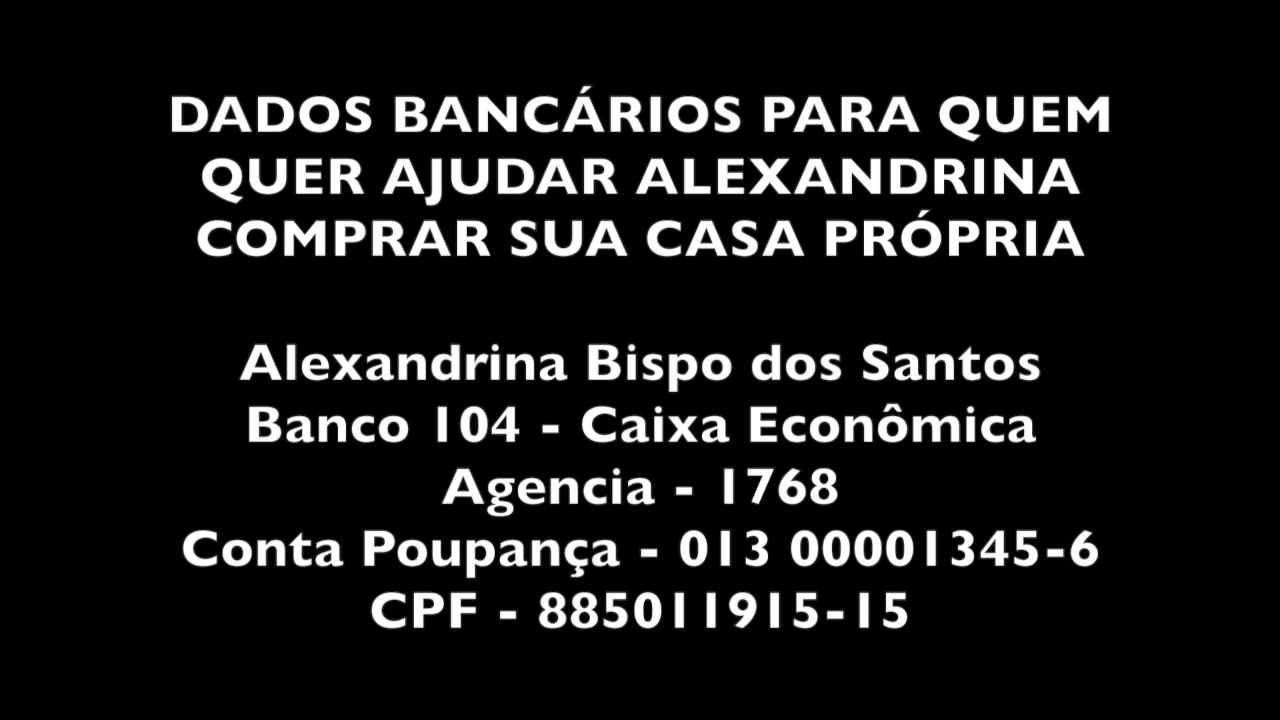 DADOS BANCÁRIOS PARA QUEM
QUER AJUDAR ALEXANDRINA
COMPRAR SUA CASA PRÓPRIA
Alexandrina Bispo dos Santos
Banco 104 - Caixa Econômica
Agencia - 1768
Conta Poupança - 013 00001345-6
CPF - 885011915-15